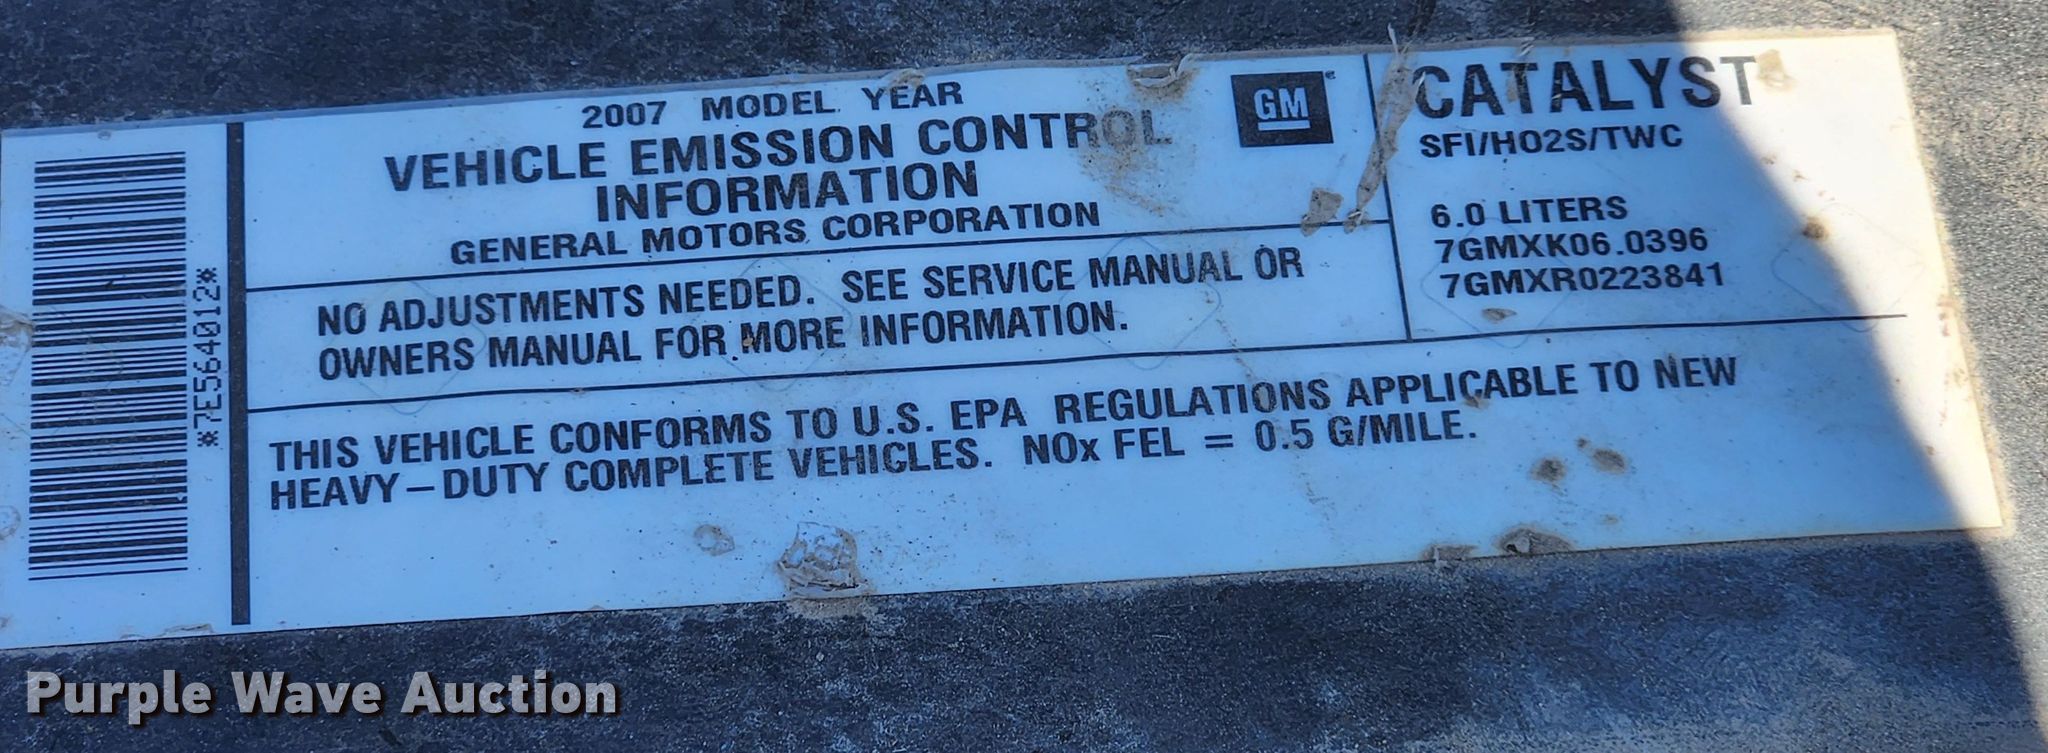 2007 MODEL YEAR
VEHICLE EMISSION CONTROL
INFORMATION
GENERAL MOTORS CORPORATION
GM
CATALYST
SFI/HO2S/TWC
6.0 LITERS
7GMXK06.0396
7GMXR0223841
NO ADJUSTMENTS NEEDED. SEE SERVICE MANUAL OR
OWNERS MANUAL FOR MORE INFORMATION.
THIS VEHICLE CONFORMS TO U.S. EPA REGULATIONS APPLICABLE TO NEW
HEAVY-DUTY COMPLETE VEHICLES. NOx FEL = 0.5 G/MILE.
*7E564012*
Purple Wave Auction